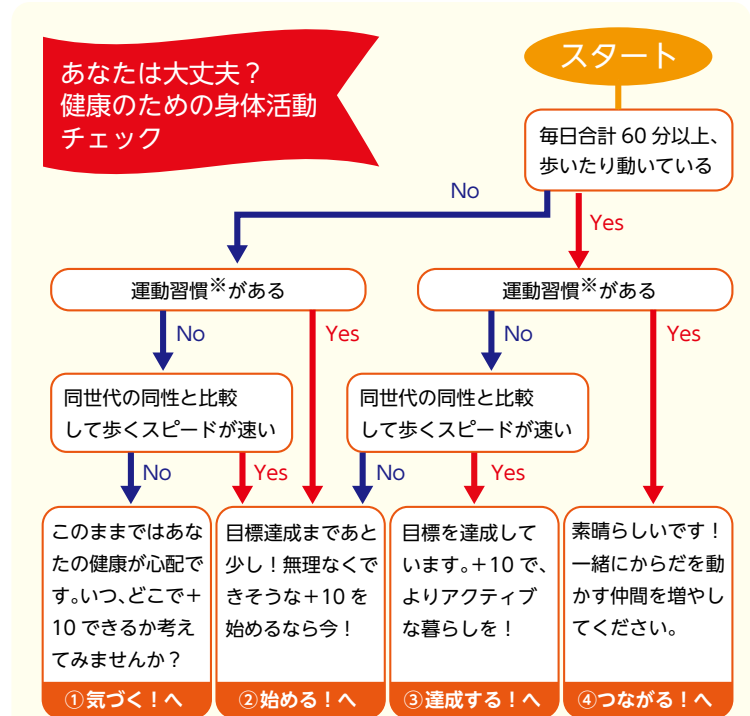 あなたは大丈夫？
健康のための身体活動
チェック
スタート
毎日合計 60 分以上、
歩いたり動いている
No
Yes
運動習慣※がある
運動習慣※がある
No
Yes
No
Yes
同世代の同性と比較
して歩くスピードが速い
同世代の同性と比較
して歩くスピードが速い
No
Yes
No
Yes
このままではあな
たの健康が心配で
す。いつ、どこで＋
10 できるか考え
てみませんか？
①気づく！へ
目標達成まであと
少し！無理なくで
きそうな＋10 を
始めるなら今！
②始める！へ
目標を達成して
います。＋10 で、
よりアクティブ
な暮らしを！
③達成する！へ
素晴らしいです！
一緒にからだを動
かす仲間を増やし
てください。
④つながる！へ